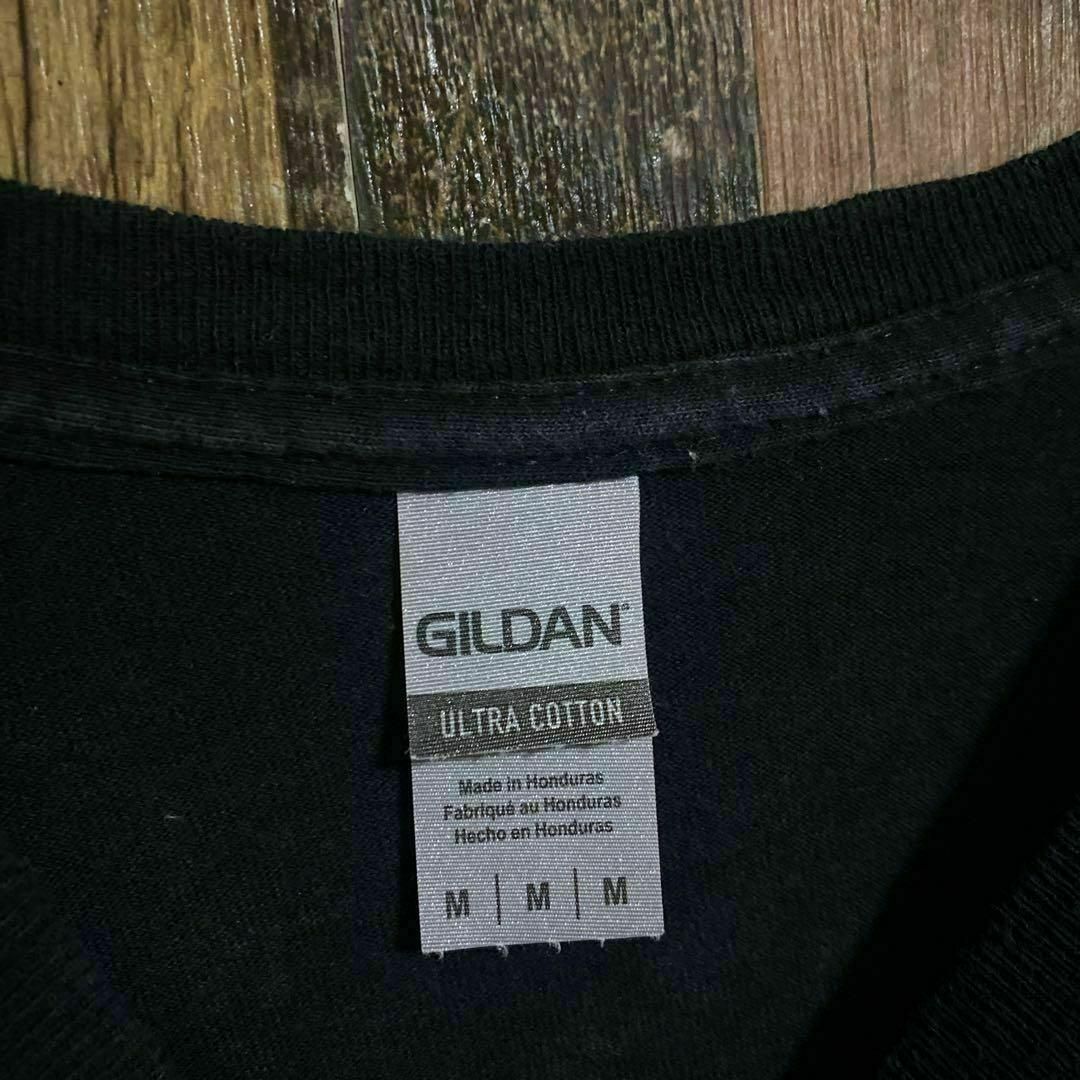 GILDAN®
ULTRA COTTON
Made in Honduras
Fabriqué au Honduras
Hecho en Honduras
M | M | M